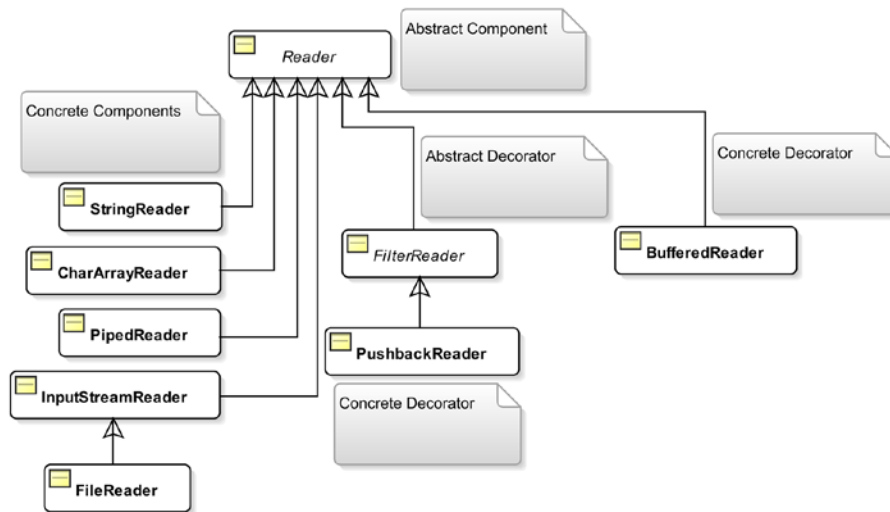 Reader
Abstract Component
Concrete Components
Abstract Decorator
Concrete Decorator
StringReader
FilterReader
BufferedReader
CharArrayReader
PipedReader
PushbackReader
InputStreamReader
Concrete Decorator
FileReader